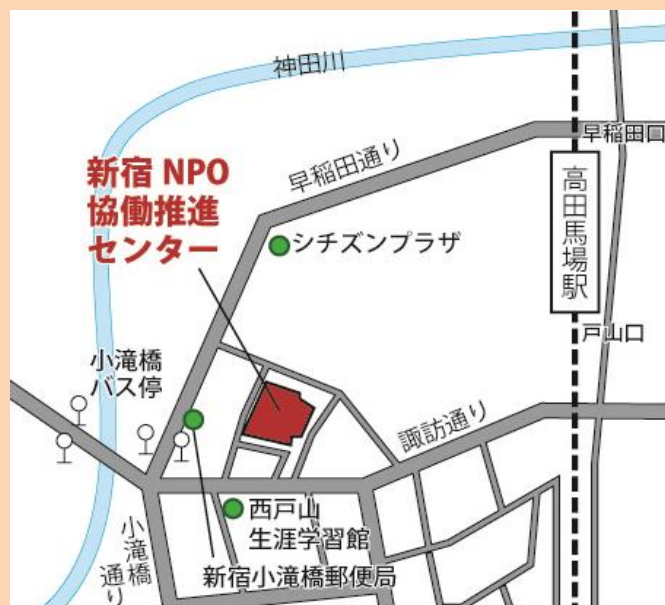 神田川
早稲田口
早稲田通り
新宿 NPO
協働推進
センター
高田馬場駅
シチズンプラザ
戸山口
小滝橋
バス停
諏訪通り
西戸山
生涯学習館
小滝橋
通り
新宿小滝橋郵便局